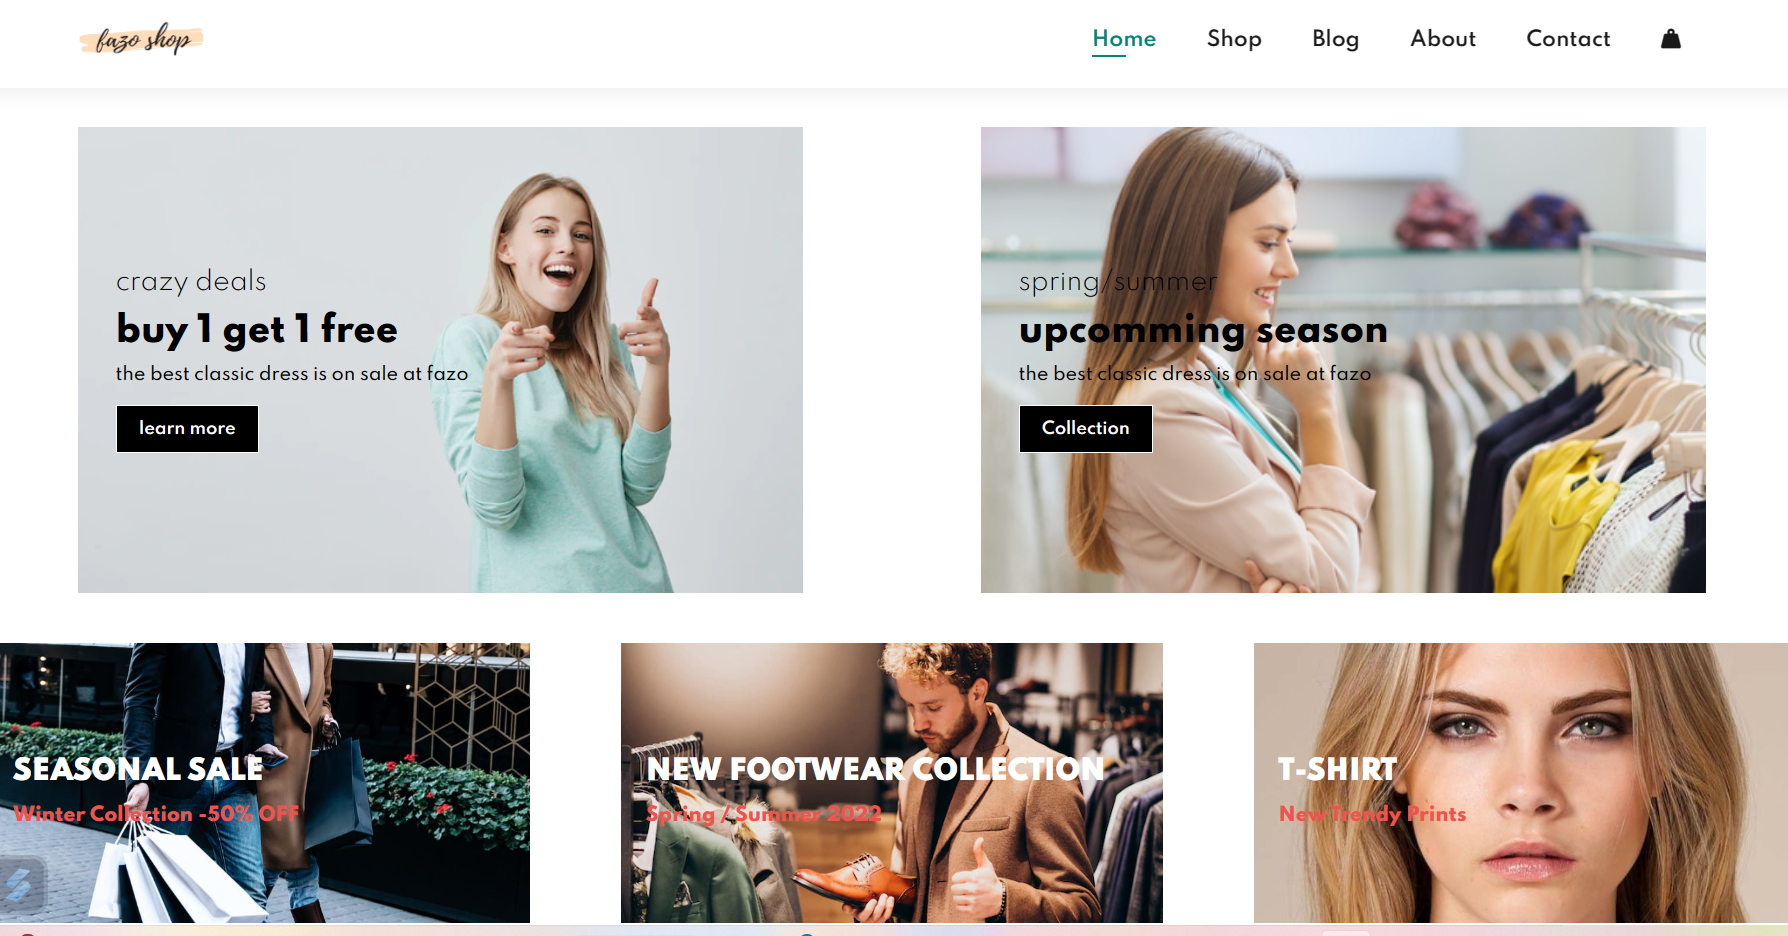 fazo shop
Home Shop Blog About Contact
crazy deals
buy 1 get 1 free
the best classic dress is on sale at fazo
learn more
spring/summer
upcomming season
the best classic dress is on sale at fazo
Collection
SEASONAL SALE
Winter Collection -50% OFF
NEW FOOTWEAR COLLECTION
Spring / Summer 2022
T-SHIRT
New Trendy Prints